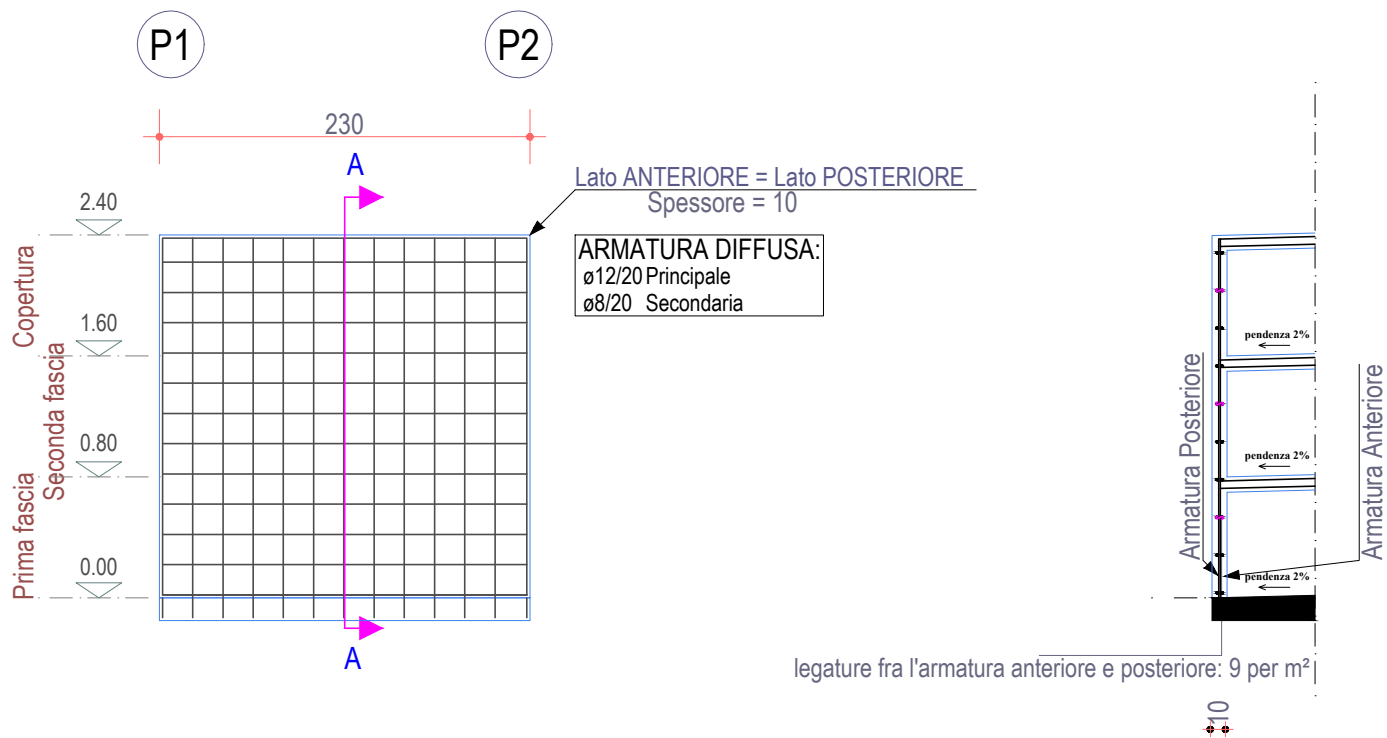 P1
P2
230
A
Lato ANTERIORE = Lato POSTERIORE
Spessore = 10
2.40
ARMATURA DIFFUSA:
ø12/20 Principale
ø8/20 Secondaria
Copertura
1.60
Seconda fascia
0.80
Prima fascia
0.00
A
pendenza 2%
pendenza 2%
pendenza 2%
Armatura Posteriore
Armatura Anteriore
legature fra l'armatura anteriore e posteriore: 9 per m²
10